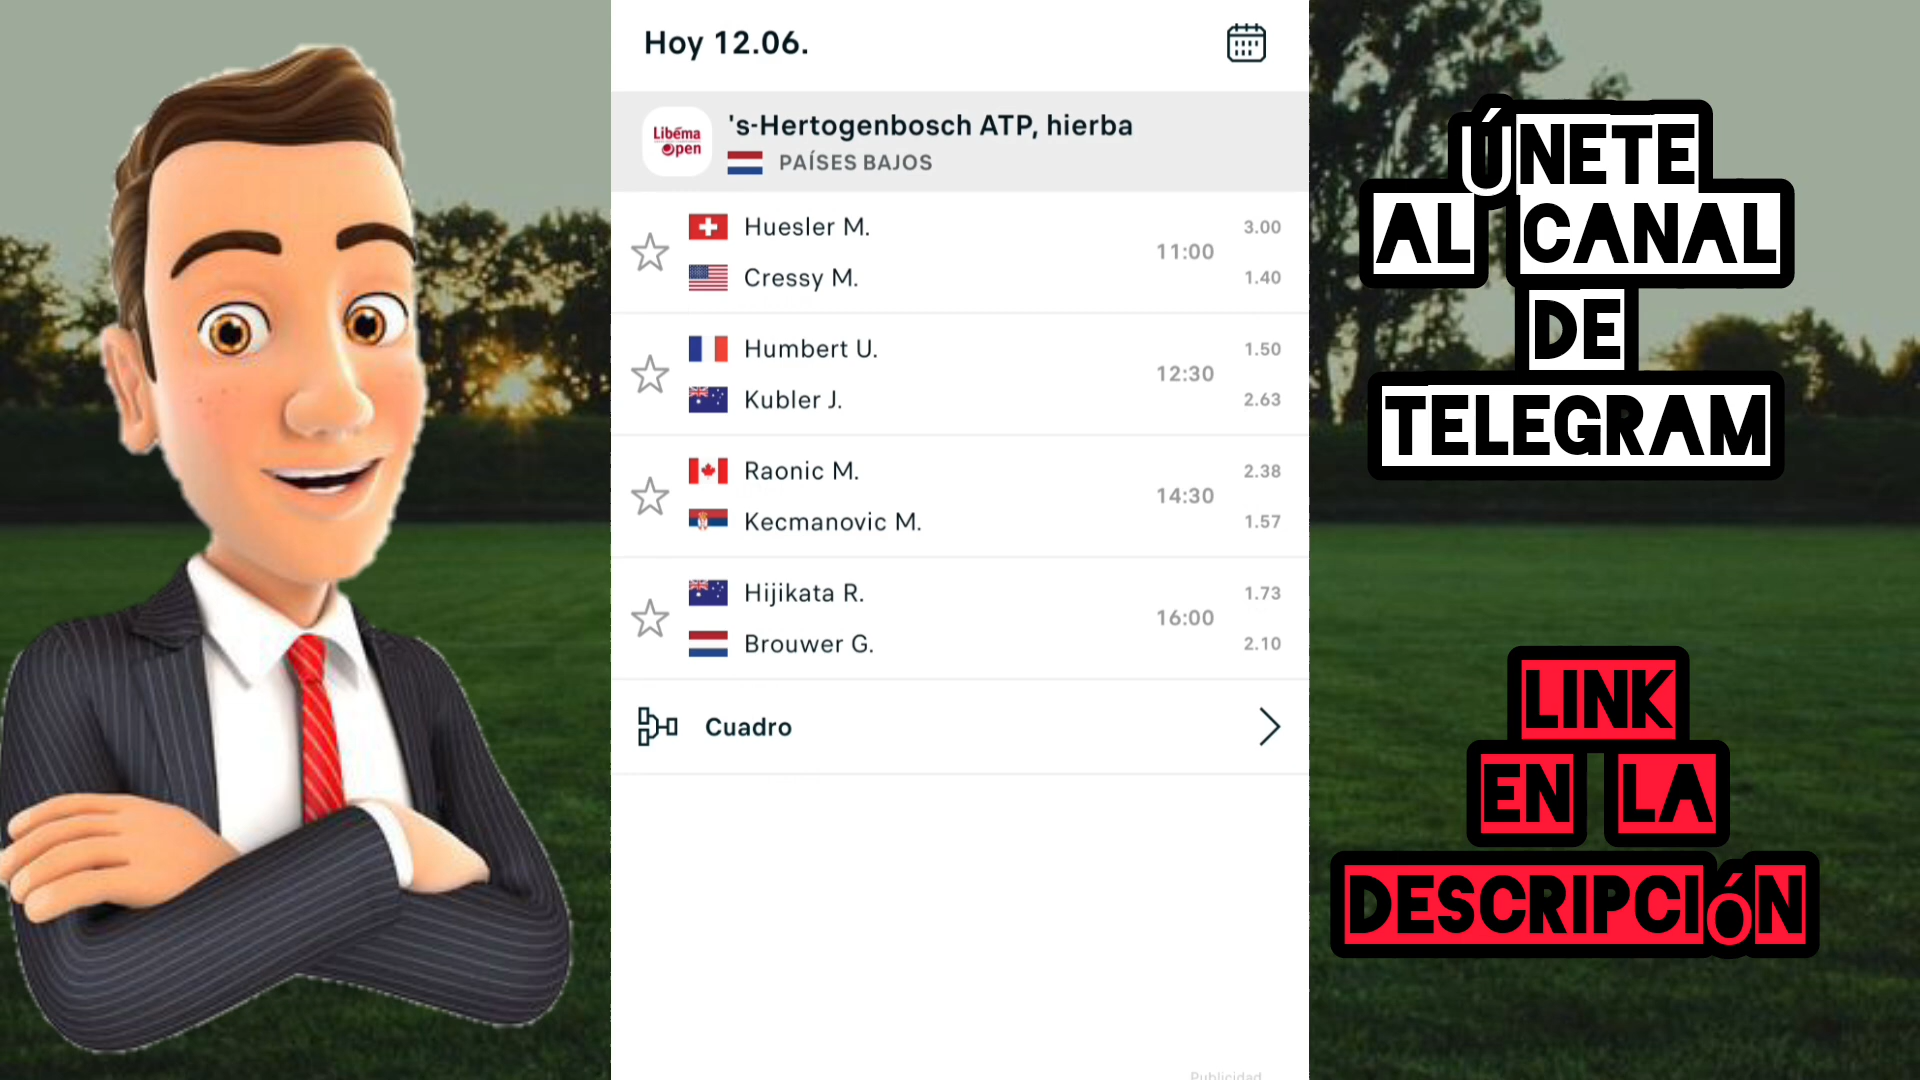 Hoy 12.06.
Libéma
Open
's-Hertogenbosch ATP, hierba
PAÍSES BAJOS
Huesler M.
3.00
11:00
Cressy M.
1.40
Humbert U.
1.50
12:30
Kubler J.
2.63
Raonic M.
2.38
14:30
Kecmanovic M.
1.57
Hijikata R.
1.73
16:00
Brouwer G.
2.10
Cuadro
Publicidad
ÚNETE
AL CANAL
DE
TELEGRAM
LINK
EN LA
DESCRIPCIÓN